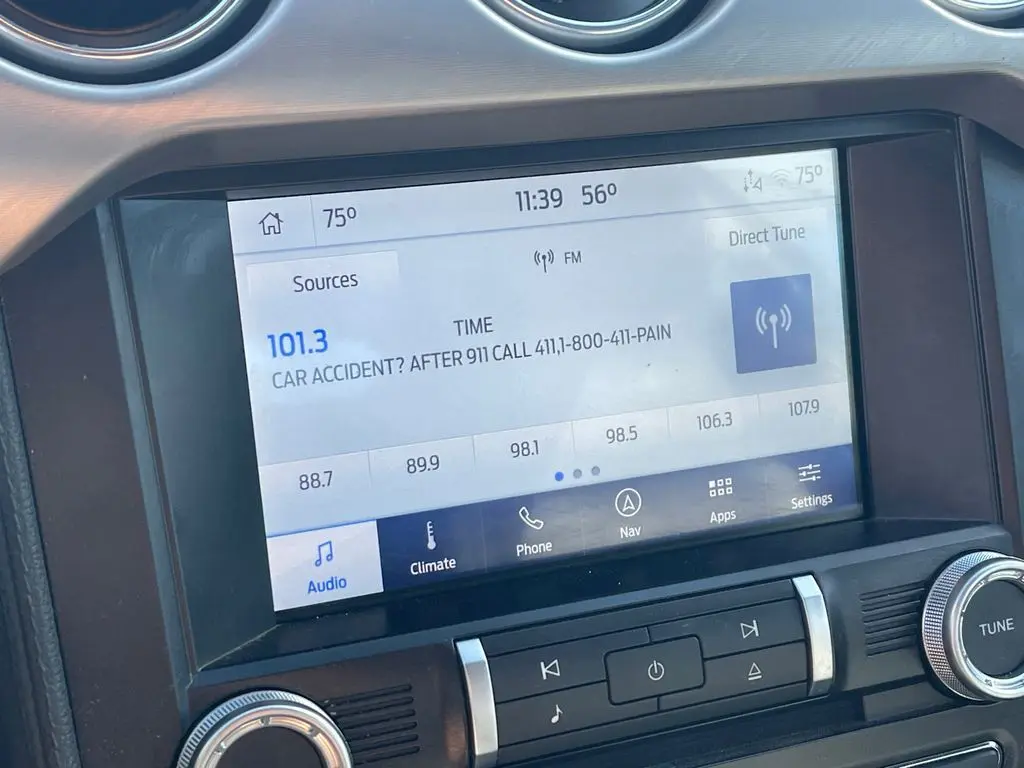 75° 11:39 56° 75°
Sources FM Direct Tune
101.3 TIME
CAR ACCIDENT? AFTER 911 CALL 411,1-800-411-PAIN
88.7 89.9 98.1 98.5 106.3 107.9
Audio Climate Phone Nav Apps Settings
TUNE